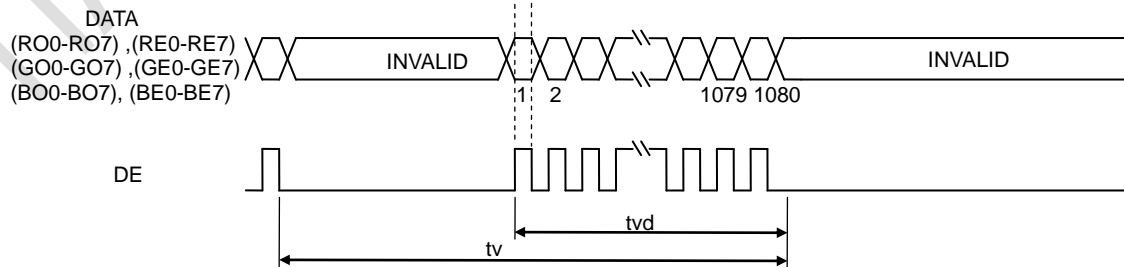 DATA
(RO0-RO7) ,(RE0-RE7)
(GO0-GO7) ,(GE0-GE7)
(BO0-BO7), (BE0-BE7)
INVALID
INVALID
1 2 1079 1080
DE
tvd
tv